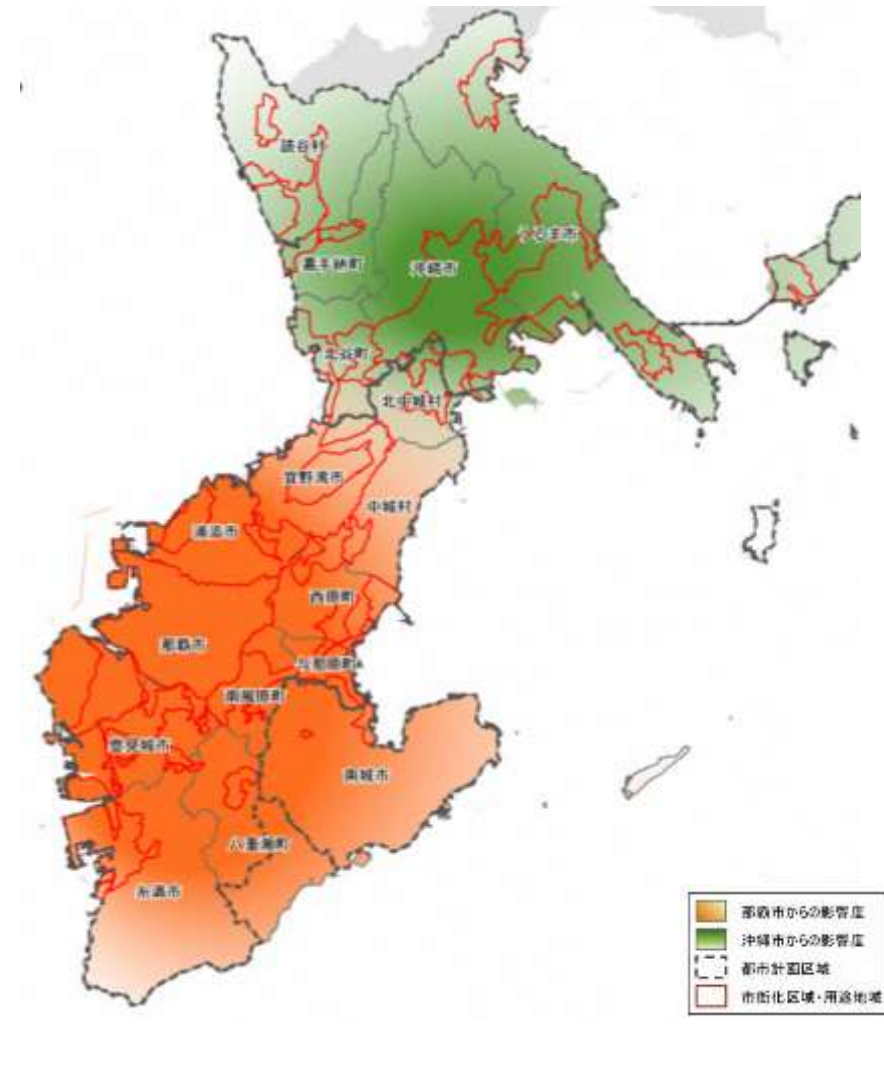 読谷村
うるま市
嘉手納町
沖縄市
北谷町
北中城村
宜野湾市
中城村
浦添市
西原町
那覇市
与那原町
南風原町
豊見城市
南城市
八重瀬町
糸満市
那覇市からの影響度
沖縄市からの影響度
都市計画区域
市街化区域・用途地域